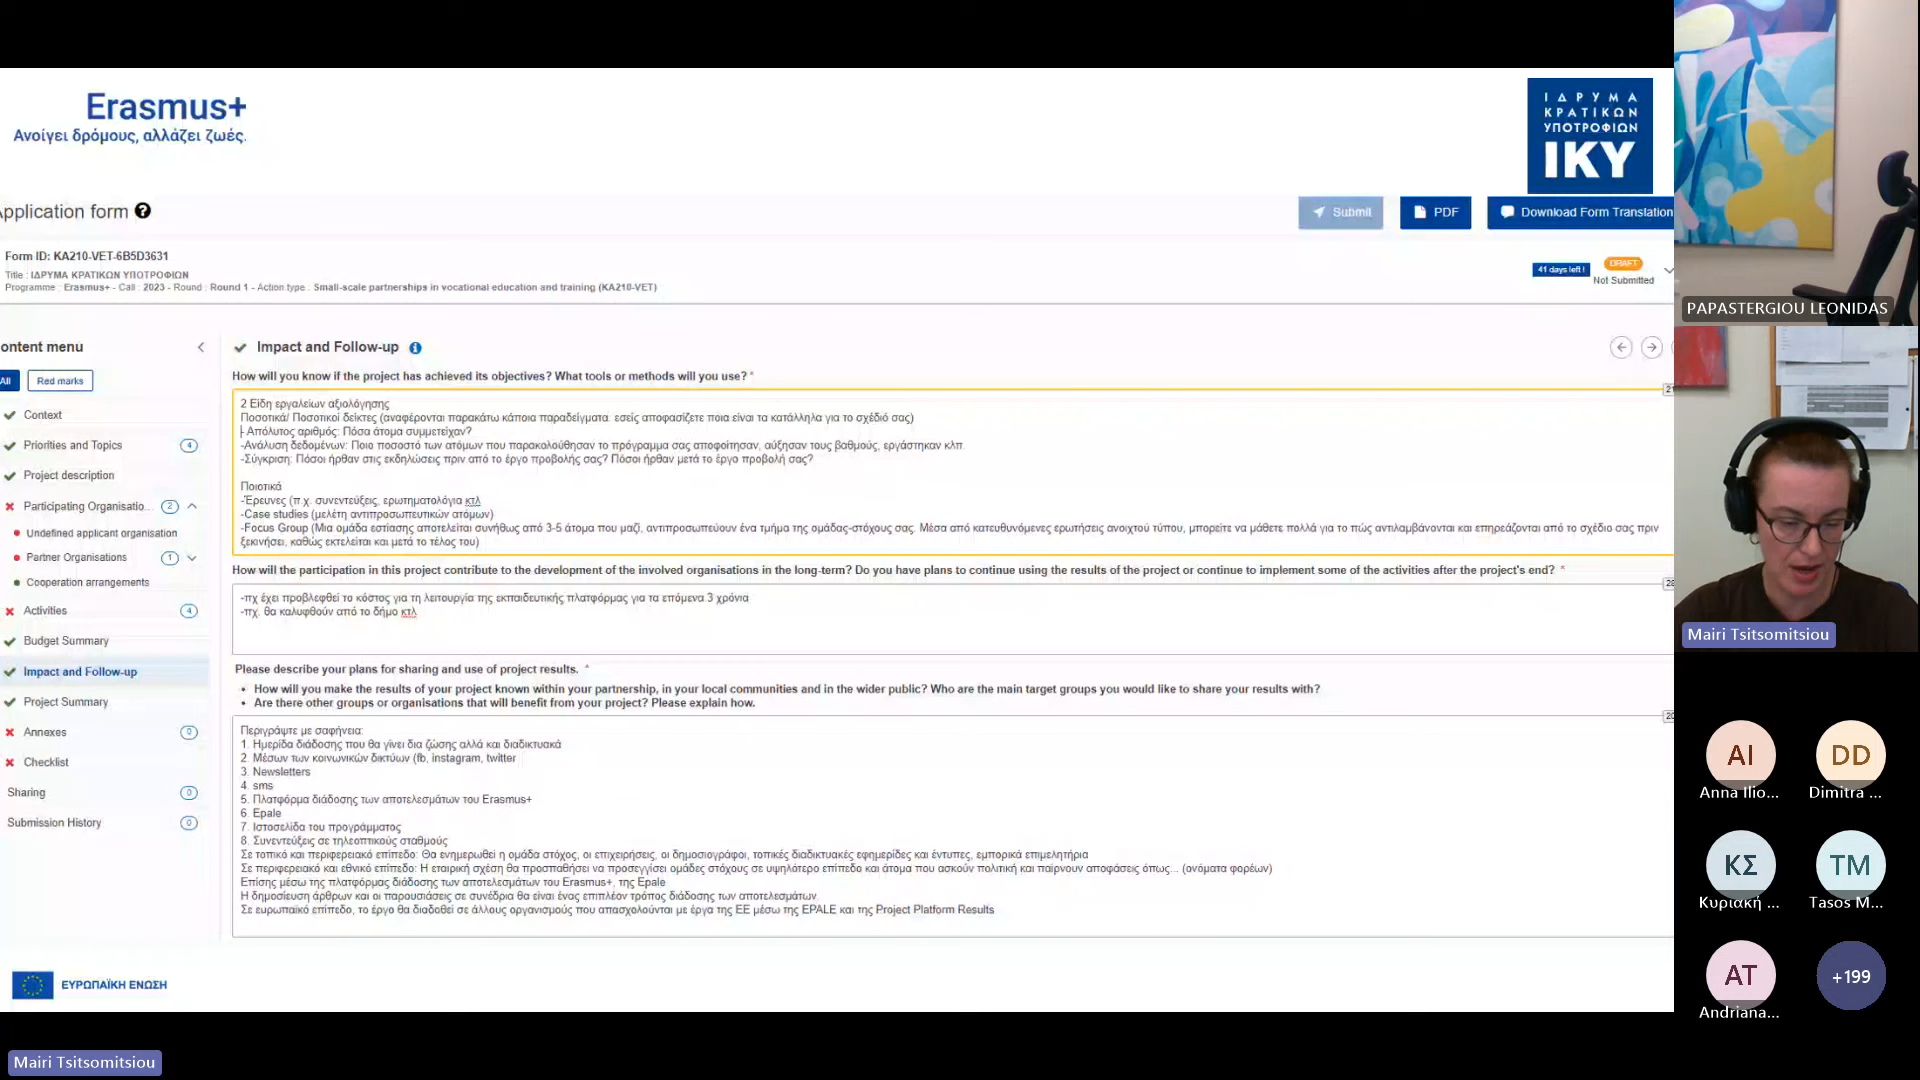 Erasmus+
Ανοίγει δρόμους, αλλάζει ζωές.
ΙΔΡΥΜΑ
ΚΡΑΤΙΚΩΝ
ΥΠΟΤΡΟΦΙΩΝ
IKY
Application form
Submit
PDF
Download Form Translation
Form ID: KA210-VET-6B5D3631
Title : ΙΔΡΥΜΑ ΚΡΑΤΙΚΩΝ ΥΠΟΤΡΟΦΙΩΝ
Programme : Erasmus+ - Call : 2023 - Round : Round 1 - Action type : Small-scale partnerships in vocational education and training (KA210-VET)
41 days left !
DRAFT
Not Submitted
ontent menu
All
Red marks
Context
Priorities and Topics 4
Project description
Participating Organisatio... 2
Undefined applicant organisation
Partner Organisations 1
Cooperation arrangements
Activities 4
Budget Summary
Impact and Follow-up
Project Summary
Annexes 0
Checklist
Sharing 0
Submission History 0
Impact and Follow-up
How will you know if the project has achieved its objectives? What tools or methods will you use? *
2 Είδη εργαλείων αξιολόγησης
Ποσοτικά/ Ποσοτικοί δείκτες (αναφέρονται παρακάτω κάποια παραδείγματα. εσείς αποφασίζετε ποια είναι τα κατάλληλα για το σχέδιό σας)
- Απόλυτος αριθμός: Πόσα άτομα συμμετείχαν?
-Ανάλυση δεδομένων: Ποιο ποσοστό των ατόμων που παρακολούθησαν το πρόγραμμα σας αποφοίτησαν, αύξησαν τους βαθμούς, εργάστηκαν κλπ.
-Σύγκριση: Πόσοι ήρθαν στις εκδηλώσεις πριν από το έργο προβολής σας? Πόσοι ήρθαν μετά το έργο προβολή σας?
Ποιοτικά
-Έρευνες (π.χ. συνεντεύξεις, ερωτηματολόγια κτλ
-Case studies (μελέτη αντιπροσωπευτικών ατόμων)
-Focus Group (Μια ομάδα εστίασης αποτελείται συνήθως από 3-5 άτομα που μαζί, αντιπροσωπεύουν ένα τμήμα της ομάδας-στόχους σας. Μέσα από κατευθυνόμενες ερωτήσεις ανοιχτού τύπου, μπορείτε να μάθετε πολλά για το πώς αντιλαμβάνονται και επηρεάζονται από το σχέδιο σας πριν
ξεκινήσει, καθώς εκτελείται και μετά το τέλος του)
How will the participation in this project contribute to the development of the involved organisations in the long-term? Do you have plans to continue using the results of the project or continue to implement some of the activities after the project's end? *
-πχ έχει προβλεφθεί το κόστος για τη λειτουργία της εκπαιδευτικής πλατφόρμας για τα επόμενα 3 χρόνια
-πχ. θα καλυφθούν από το δήμο κτλ
Please describe your plans for sharing and use of project results. *
• How will you make the results of your project known within your partnership, in your local communities and in the wider public? Who are the main target groups you would like to share your results with?
• Are there other groups or organisations that will benefit from your project? Please explain how.
Περιγράψτε με σαφήνεια:
1. Ημερίδα διάδοσης που θα γίνει δια ζώσης αλλά και διαδικτυακά
2. Μέσων των κοινωνικών δικτύων (fb, instagram, twitter
3. Newsletters
4. sms
5. Πλατφόρμα διάδοσης των αποτελεσμάτων του Erasmus+
6. Epale
7. Ιστοσελίδα του προγράμματος
8. Συνεντεύξεις σε τηλεοπτικούς σταθμούς
Σε τοπικό και περιφερειακό επίπεδο: Θα ενημερωθεί η ομάδα στόχος, οι επιχειρήσεις, οι δημοσιογράφοι, τοπικές διαδικτυακές εφημερίδες και έντυπες, εμπορικά επιμελητήρια
Σε περιφερειακό και εθνικό επίπεδο: Η εταιρική σχέση θα προσπαθήσει να προσεγγίσει ομάδες στόχους σε υψηλότερο επίπεδο και άτομα που ασκούν πολιτική και παίρνουν αποφάσεις όπως... (ονόματα φορέων)
Επίσης μέσω της πλατφόρμας διάδοσης των αποτελεσμάτων του Erasmus+, της Epale
Η δημοσίευση άρθρων και οι παρουσιάσεις σε συνέδρια θα είναι ένας επιπλέον τρόπος διάδοσης των αποτελεσμάτων.
Σε ευρωπαϊκό επίπεδο, το έργο θα διαδοθεί σε άλλους οργανισμούς που απασχολούνται με έργα της ΕΕ μέσω της EPALE και της Project Platform Results
ΕΥΡΩΠΑΪΚΗ ΕΝΩΣΗ
Mairi Tsitsomitsiou
PAPASTERGIOU LEONIDAS
Mairi Tsitsomitsiou
AI
Anna Ilio...
DD
Dimitra ...
ΚΣ
Κυριακή ...
TM
Tasos M...
AT
Andriana...
+199